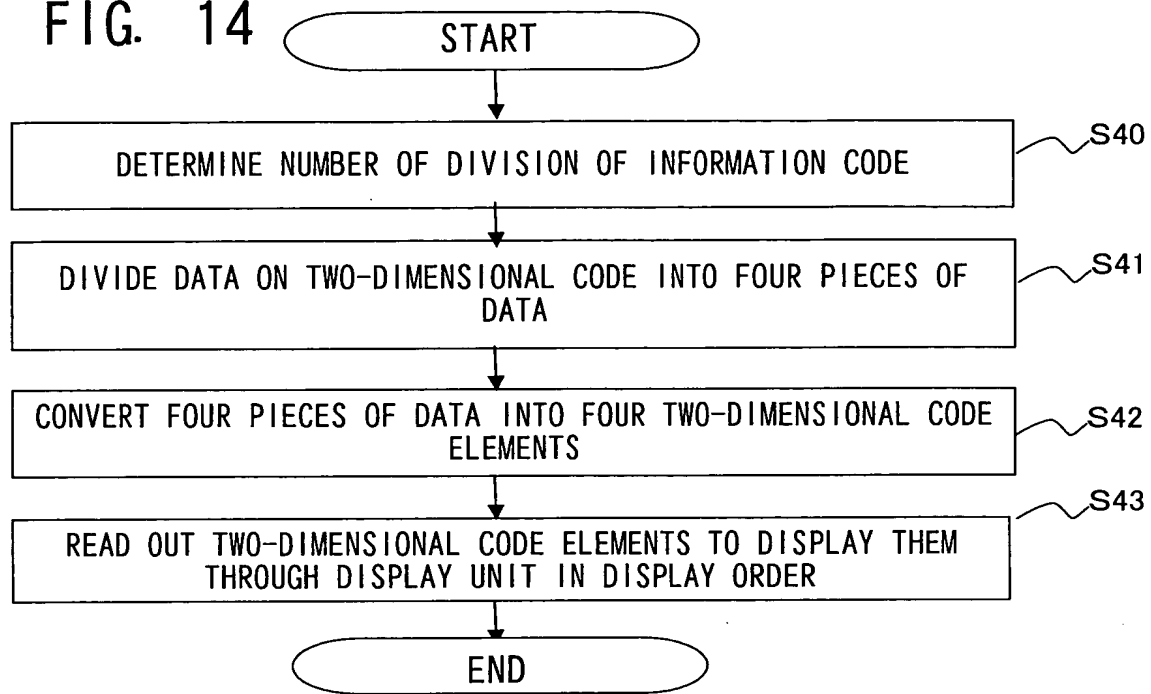 FIG. 14
START
DETERMINE NUMBER OF DIVISION OF INFORMATION CODE
S40
DIVIDE DATA ON TWO-DIMENSIONAL CODE INTO FOUR PIECES OF
DATA
S41
CONVERT FOUR PIECES OF DATA INTO FOUR TWO-DIMENSIONAL CODE
ELEMENTS
S42
READ OUT TWO-DIMENSIONAL CODE ELEMENTS TO DISPLAY THEM
THROUGH DISPLAY UNIT IN DISPLAY ORDER
S43
END